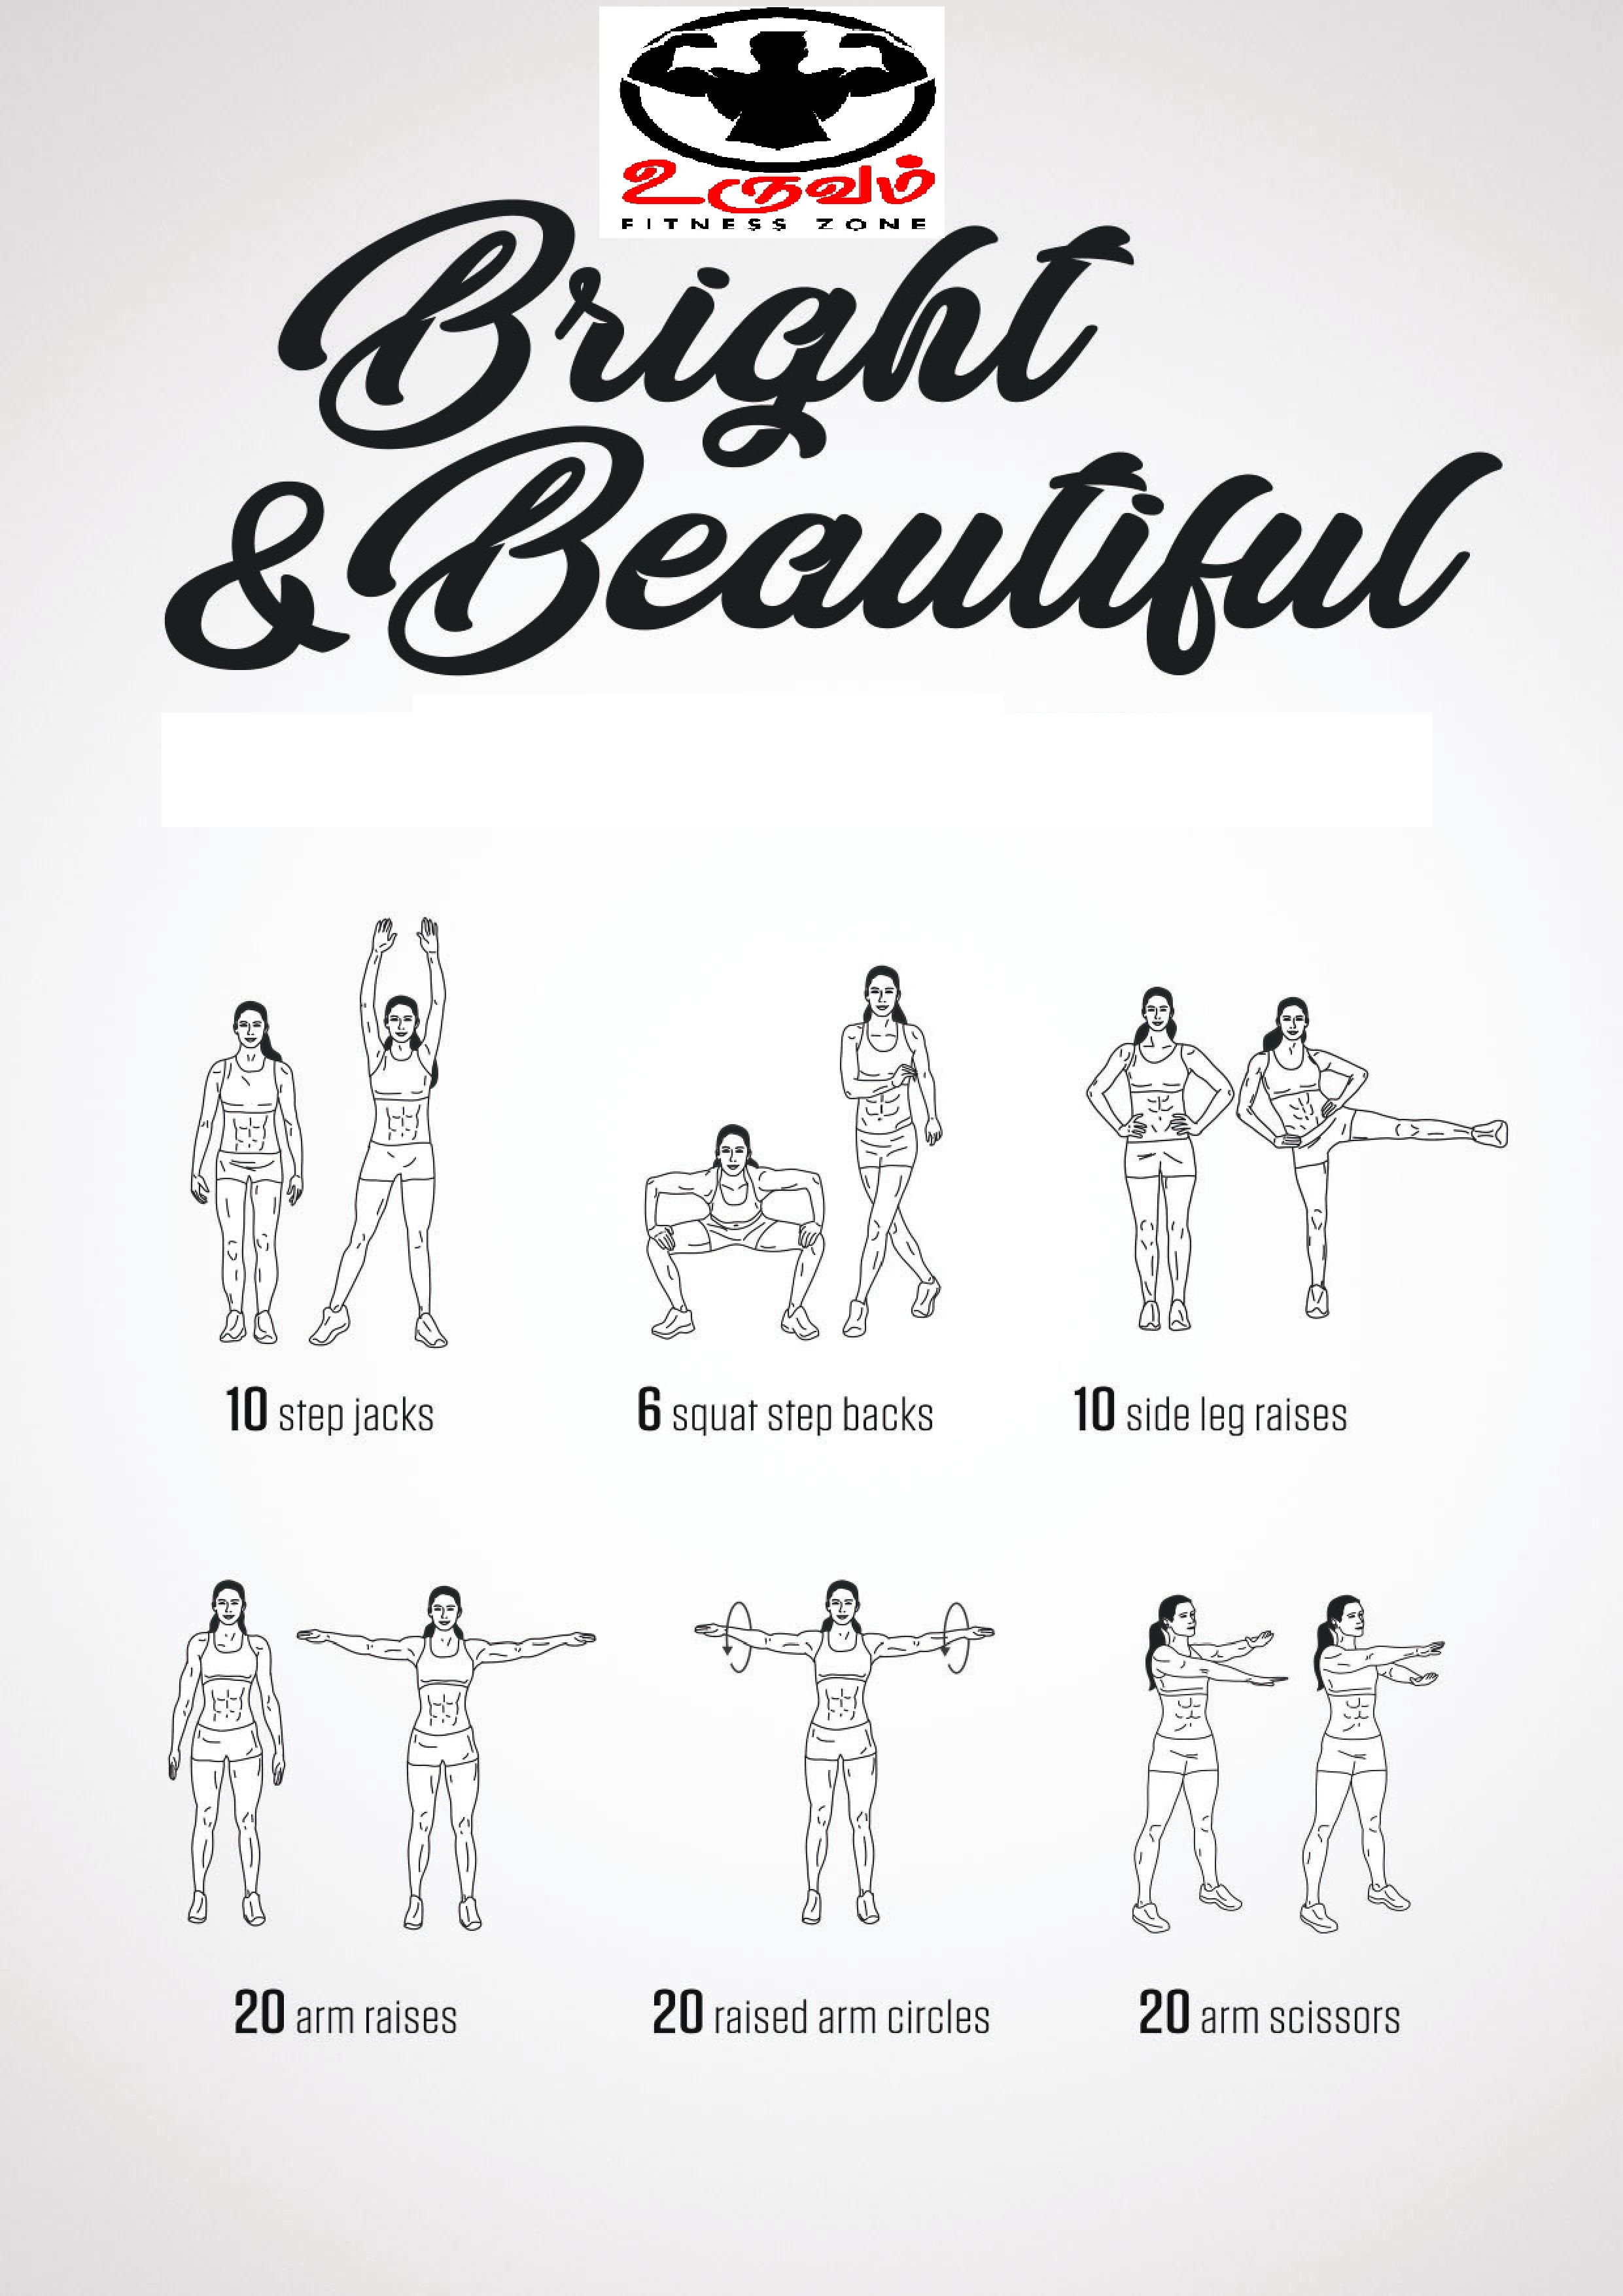 உருவம்
FITNESS ZONE
Bright
& Beautiful
10 step jacks
6 squat step backs
10 side leg raises
20 arm raises
20 raised arm circles
20 arm scissors